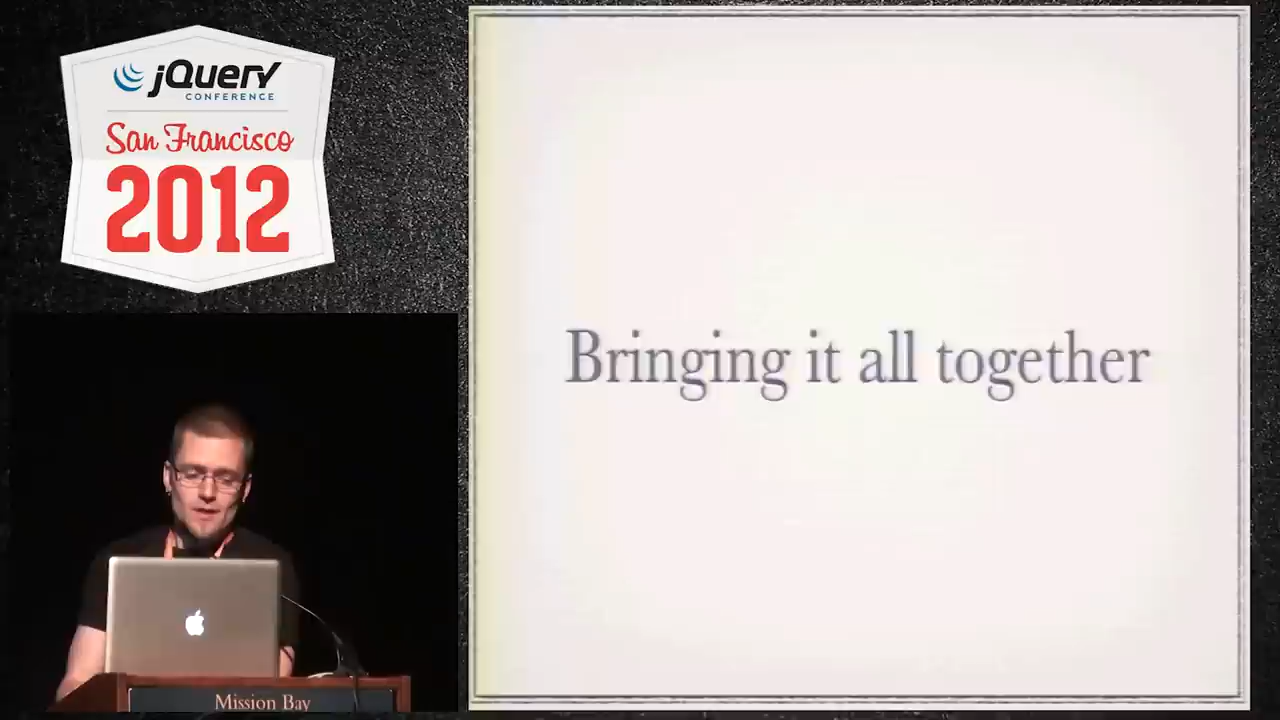 jQuery
CONFERENCE
San Francisco
2012
Bringing it all together
Mission Bay